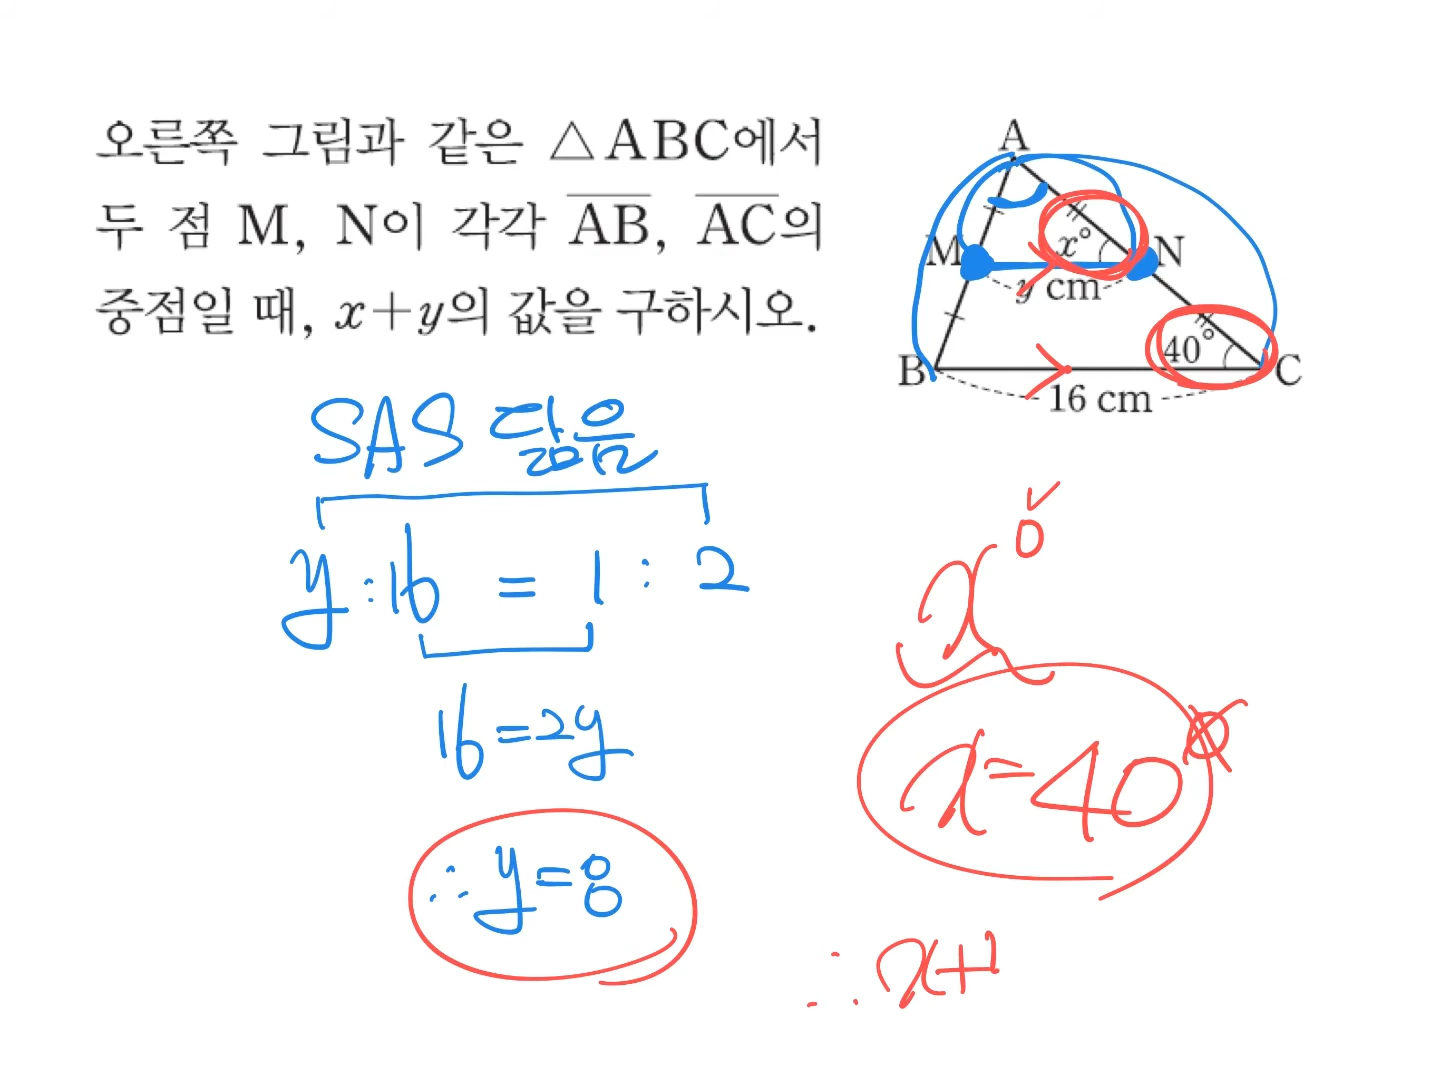 오른쪽 그림과 같은 △ABC에서
두 점 M, N이 각각 AB, AC의
중점일 때, x+y의 값을 구하시오.
A
M
x°
N
y cm
40°
B
C
16 cm
SAS 닮음
y : 16 = 1 : 2
16 = 2y
∴ y = 8
x°
x = 40°
∴ x+